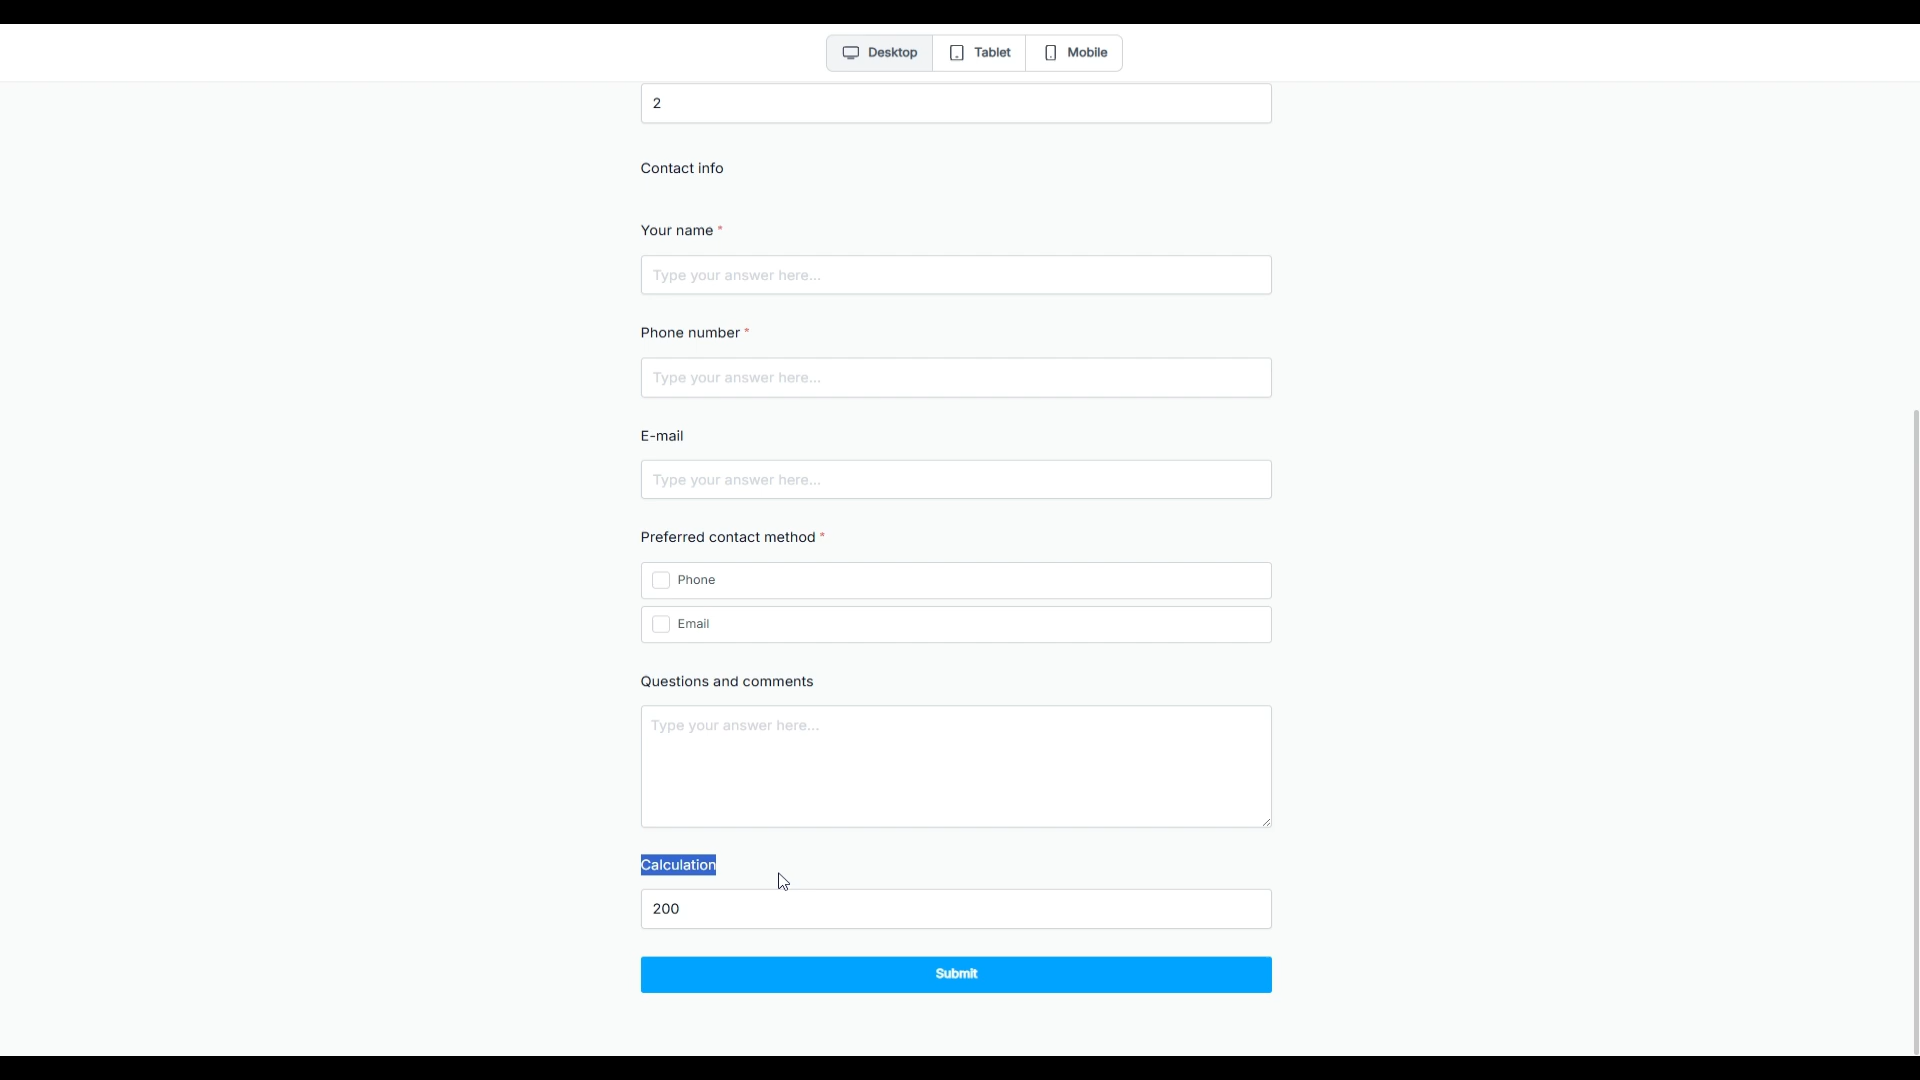 Desktop Tablet Mobile
2
Contact info
Your name *
Type your answer here...
Phone number *
Type your answer here...
E-mail
Type your answer here...
Preferred contact method *
Phone
Email
Questions and comments
Type your answer here...
Calculation
200
Submit